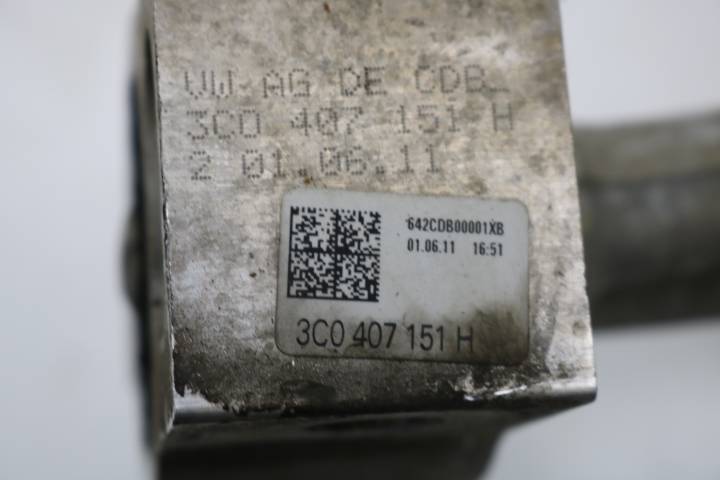 VW AG DE CDB_
3C0 407 151 H
2 01.06.11
642CDB00001XB
01.06.11 16:51
3C0 407 151 H